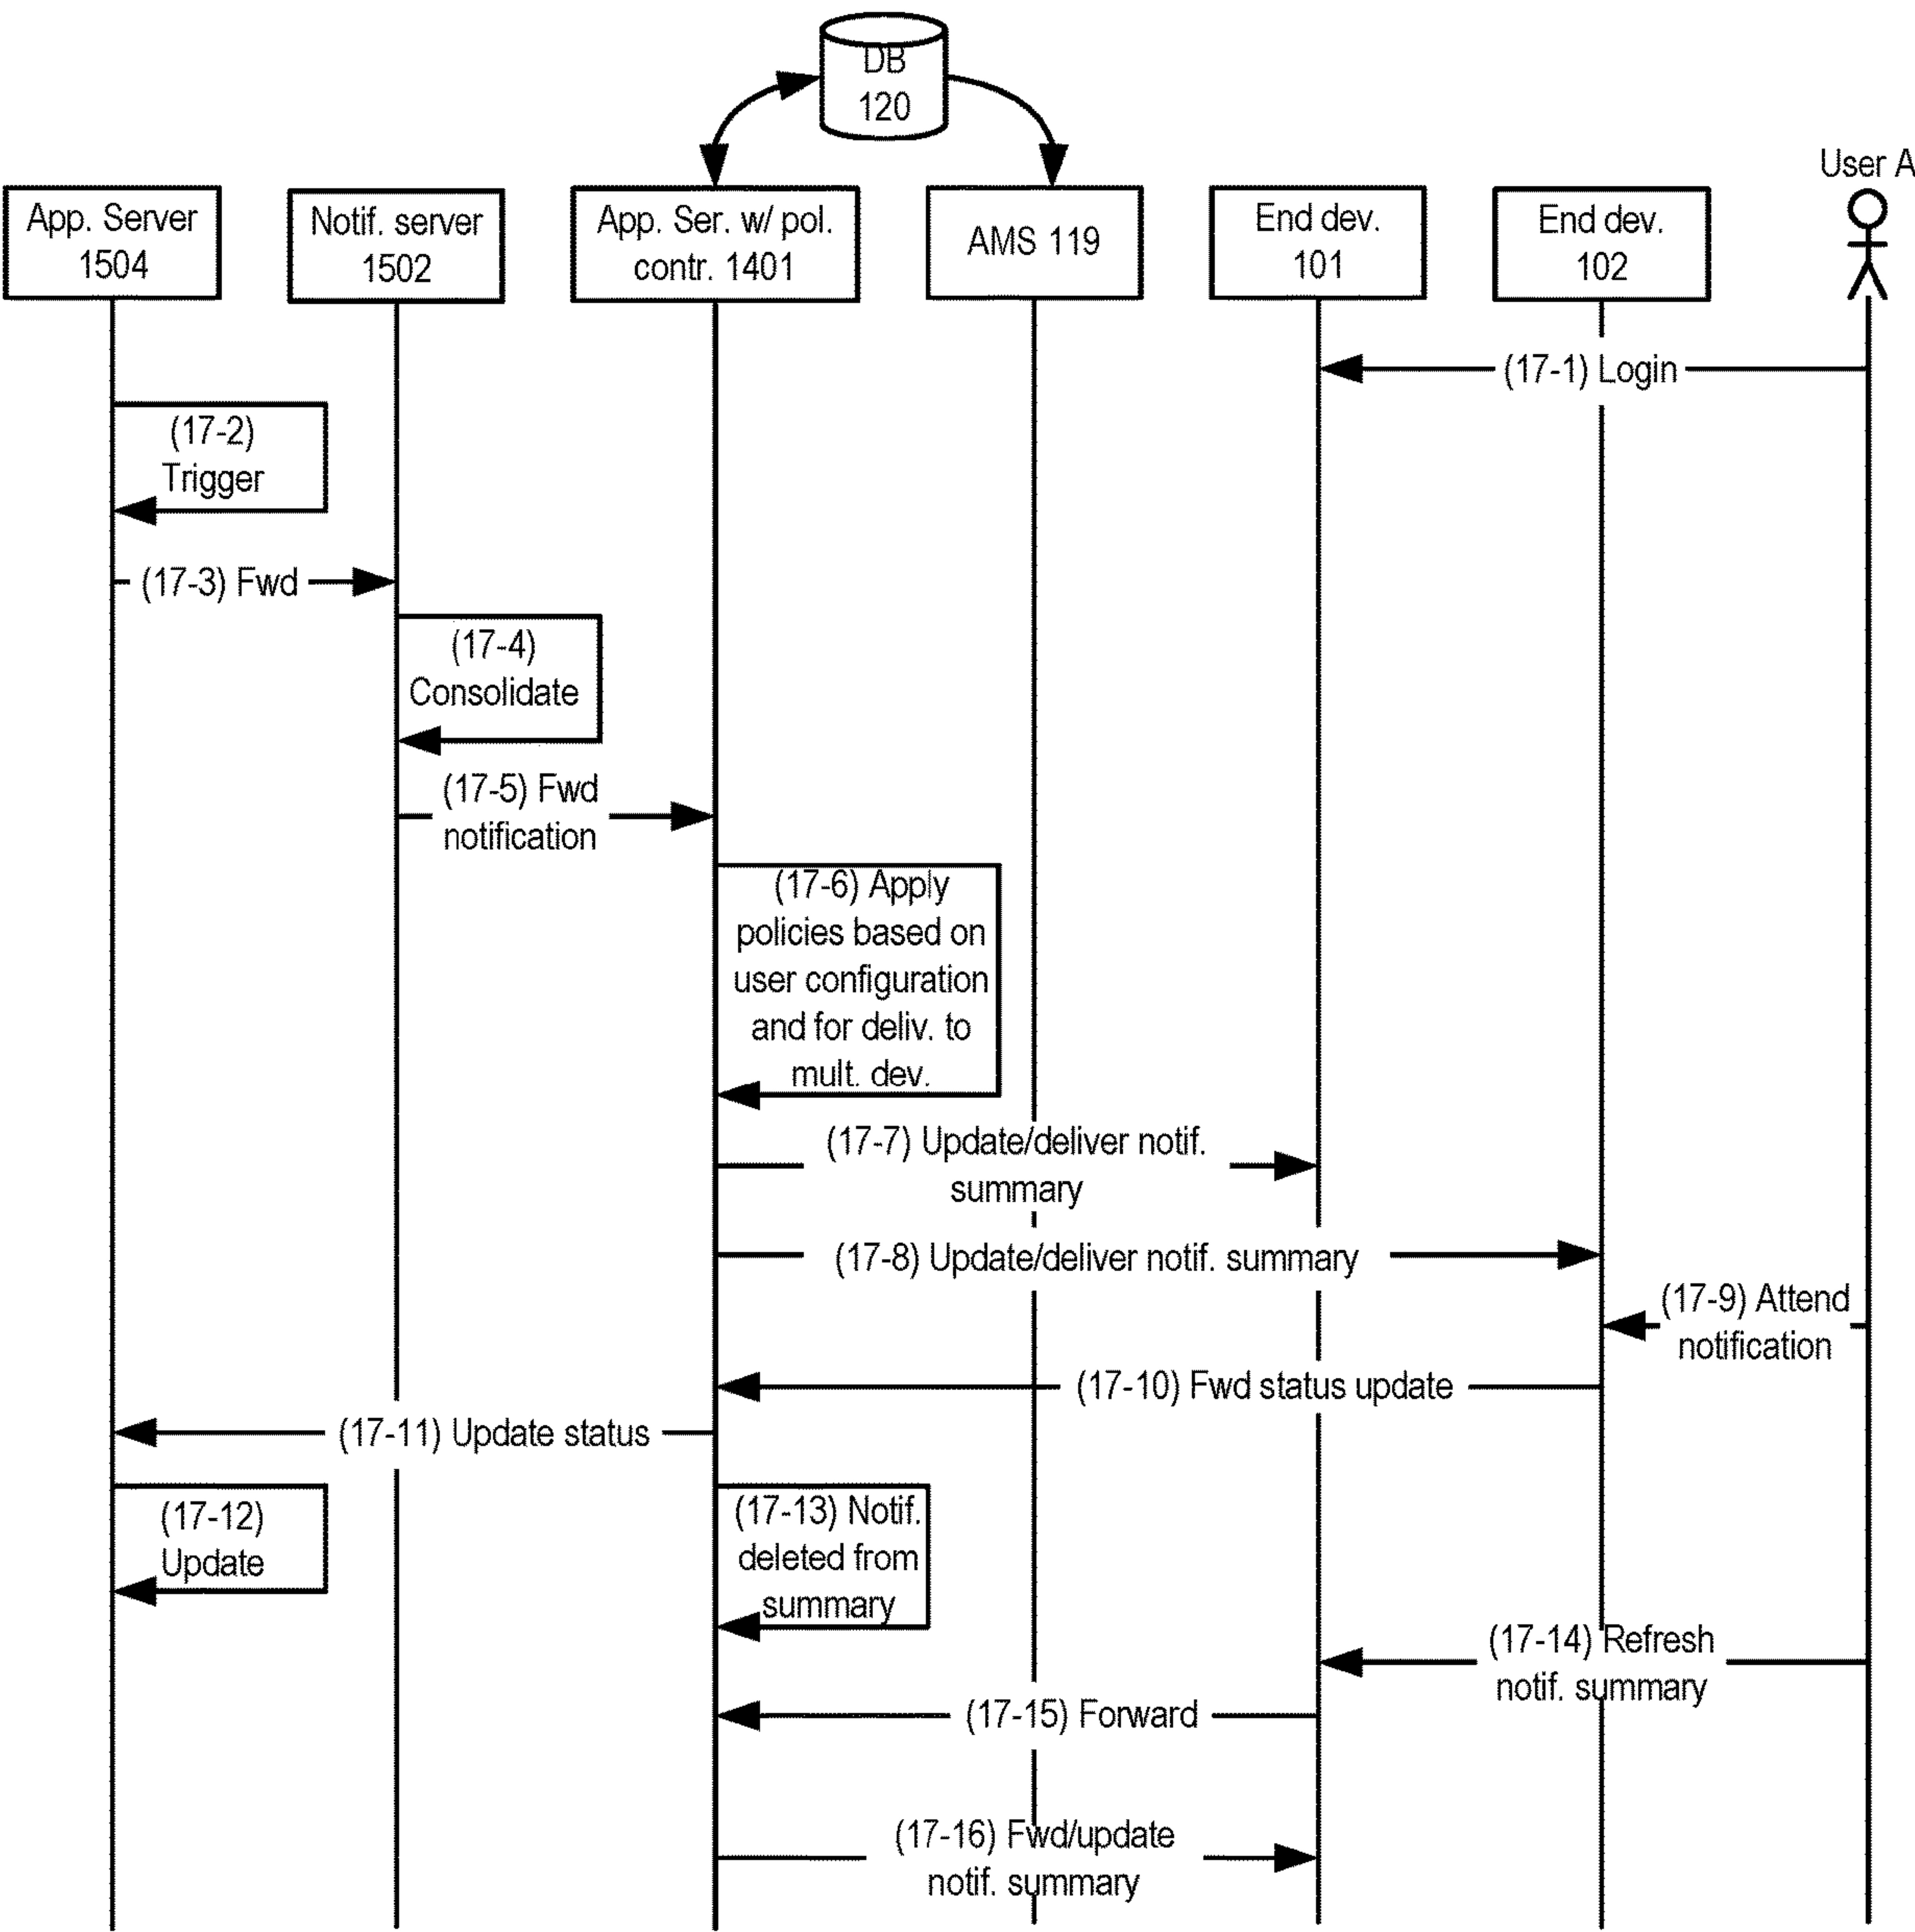 DB
120
User A
App. Server
1504
Notif. server
1502
App. Ser. w/ pol.
contr. 1401
AMS 119
End dev.
101
End dev.
102
(17-1) Login
(17-2)
Trigger
(17-3) Fwd
(17-4)
Consolidate
(17-5) Fwd
notification
(17-6) Apply
policies based on
user configuration
and for deliv. to
mult. dev.
(17-7) Update/deliver notif.
summary
(17-8) Update/deliver notif. summary
(17-9) Attend
notification
(17-10) Fwd status update
(17-11) Update status
(17-12)
Update
(17-13) Notif.
deleted from
summary
(17-14) Refresh
notif. summary
(17-15) Forward
(17-16) Fwd/update
notif. summary